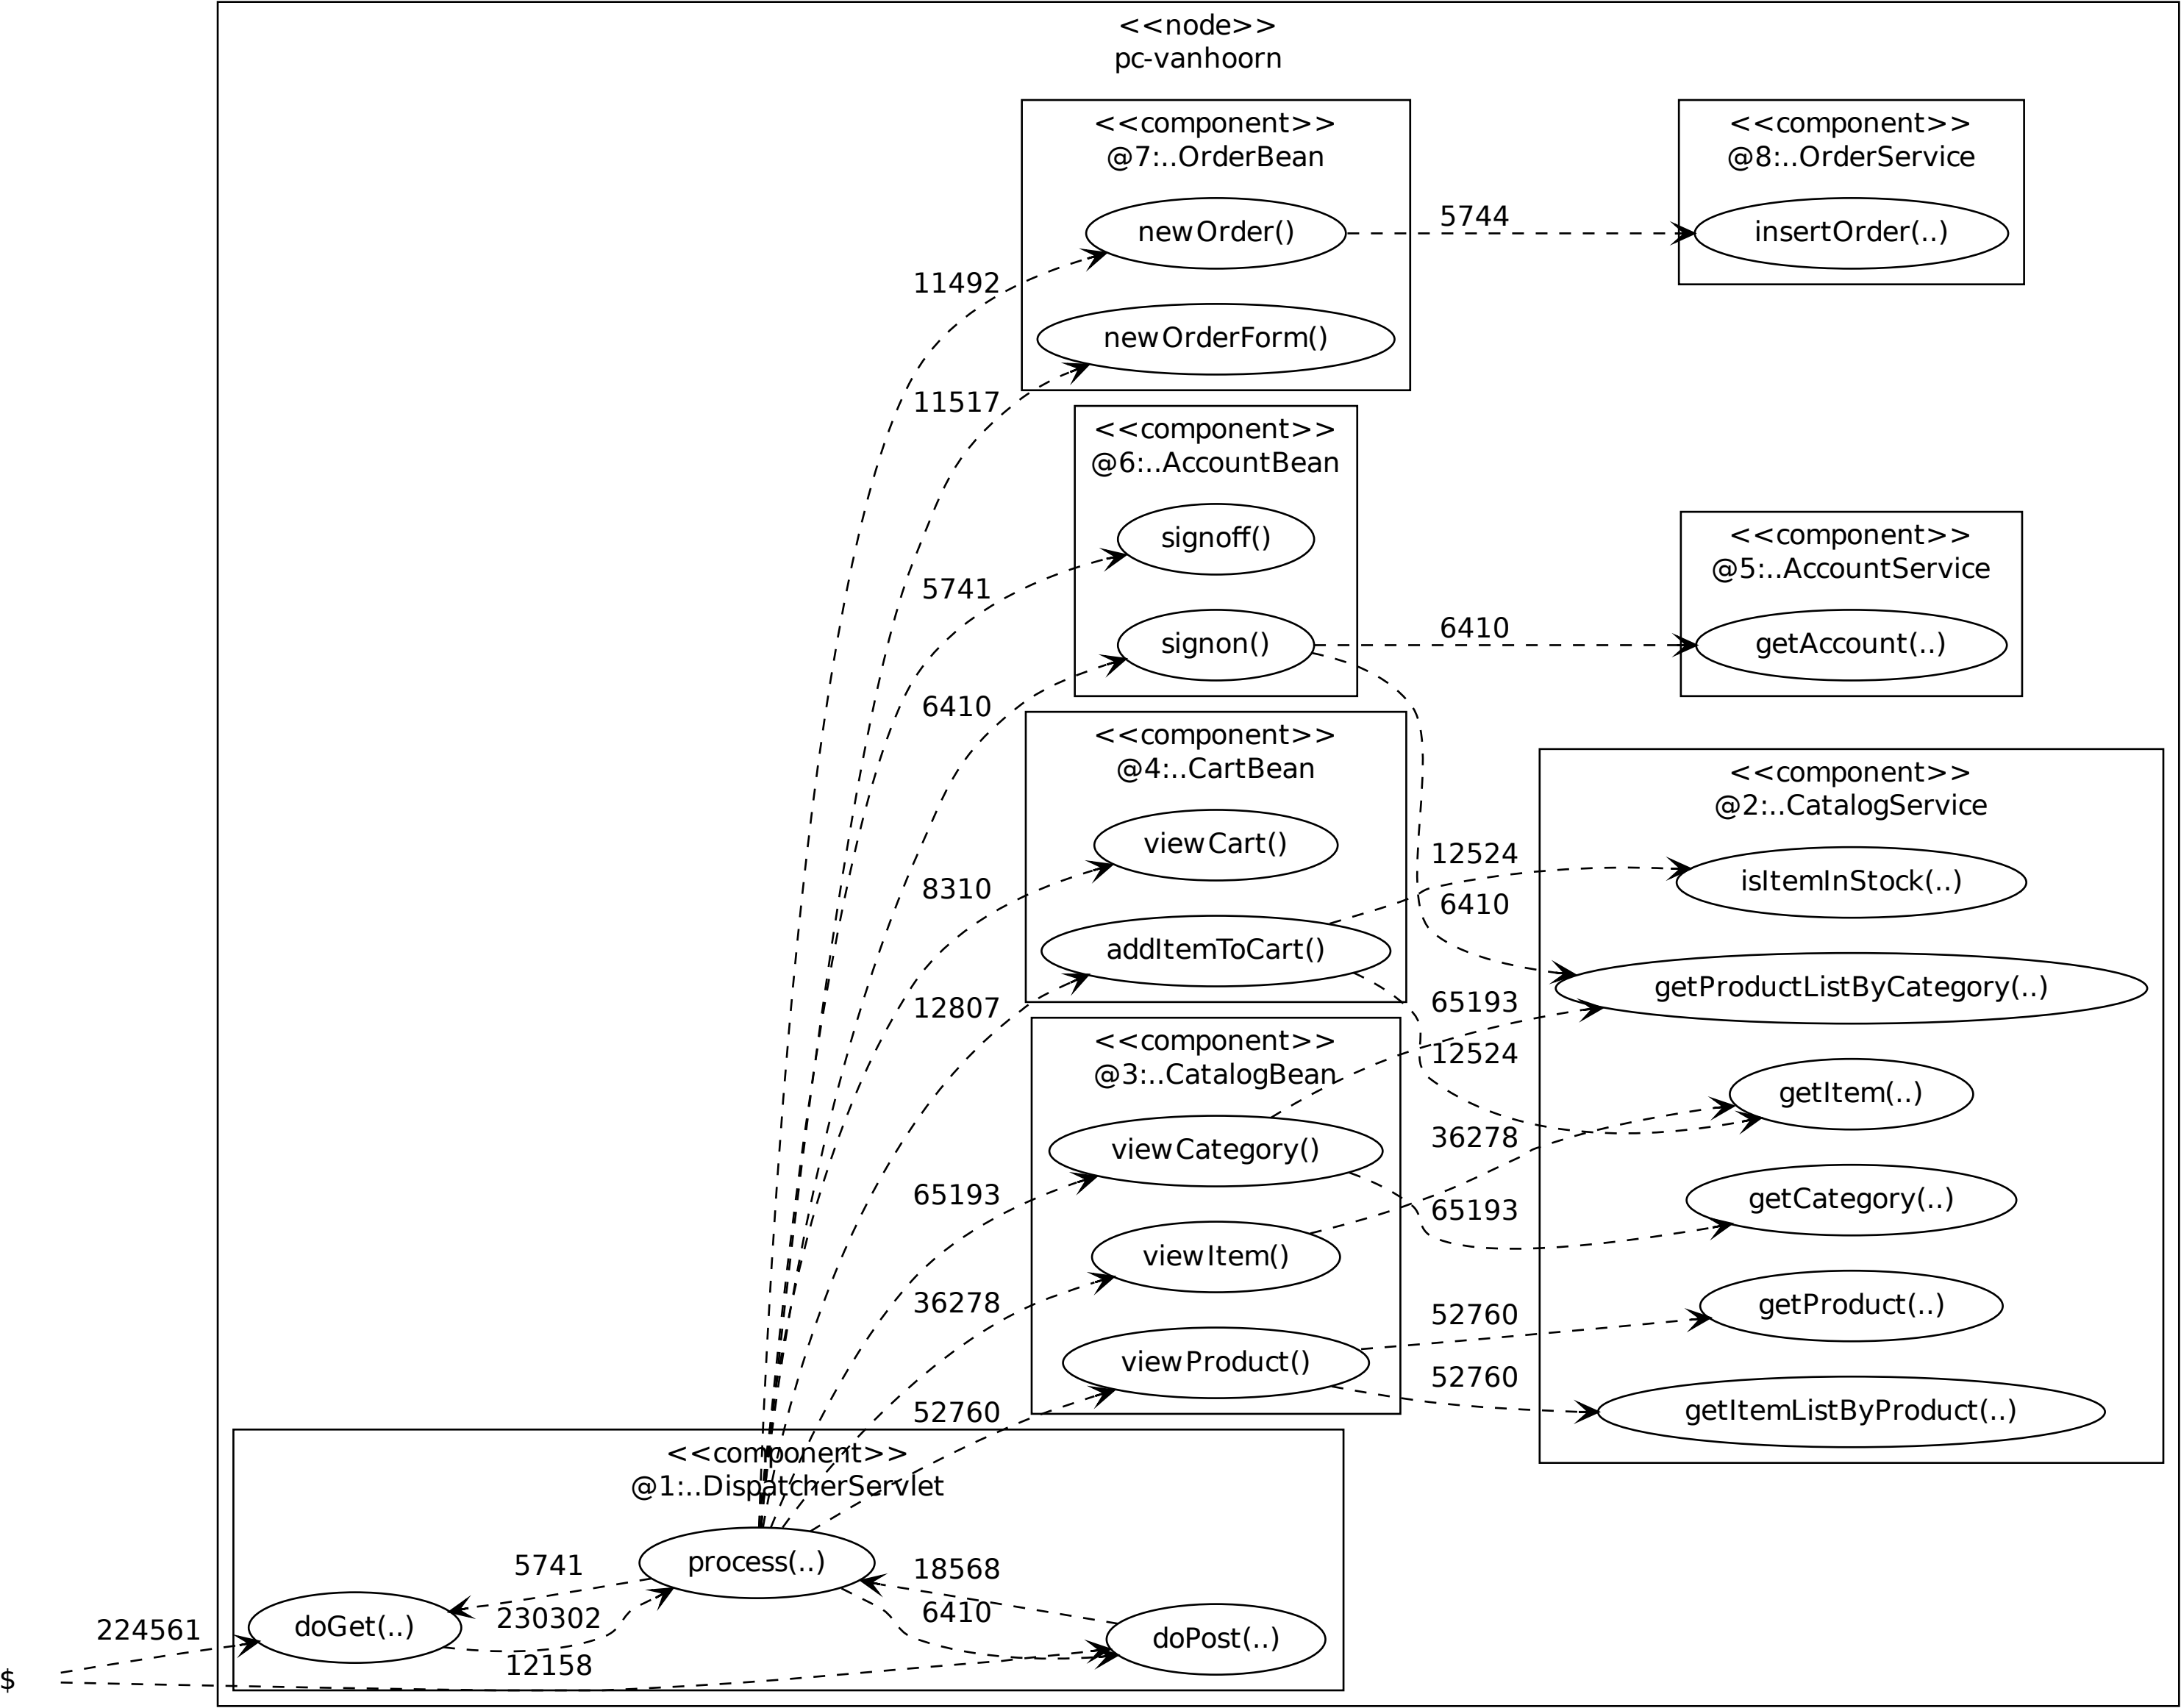 <<node>>
pc-vanhoorn
<<component>>
@7:..OrderBean
newOrder()
newOrderForm()
<<component>>
@8:..OrderService
insertOrder(..)
5744
11492
11517
<<component>>
@6:..AccountBean
signoff()
signon()
<<component>>
@5:..AccountService
getAccount(..)
6410
5741
6410
<<component>>
@4:..CartBean
viewCart()
addItemToCart()
8310
12807
<<component>>
@2:..CatalogService
isItemInStock(..)
getProductListByCategory(..)
getItem(..)
getCategory(..)
getProduct(..)
getItemListByProduct(..)
12524
6410
65193
12524
36278
65193
52760
52760
<<component>>
@3:..CatalogBean
viewCategory()
viewItem()
viewProduct()
65193
36278
52760
<<component>>
@1:..DispatcherServlet
process(..)
doGet(..)
doPost(..)
5741
18568
230302
6410
224561
12158
$